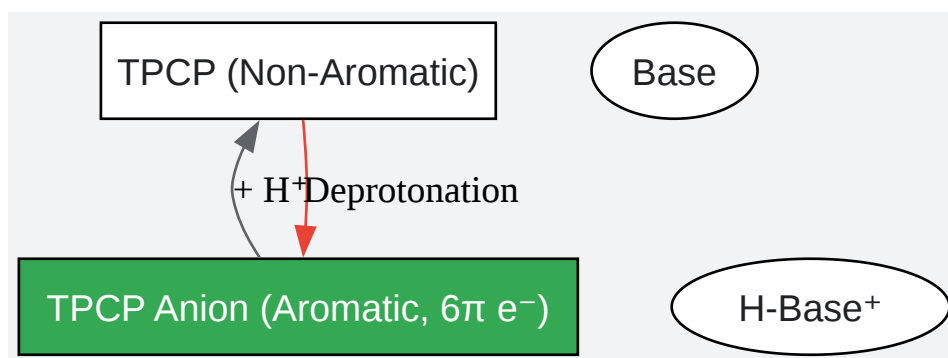 TPCP (Non-Aromatic)
Base
+ H⁺
Deprotonation
TPCP Anion (Aromatic, 6π e⁻)
H-Base⁺